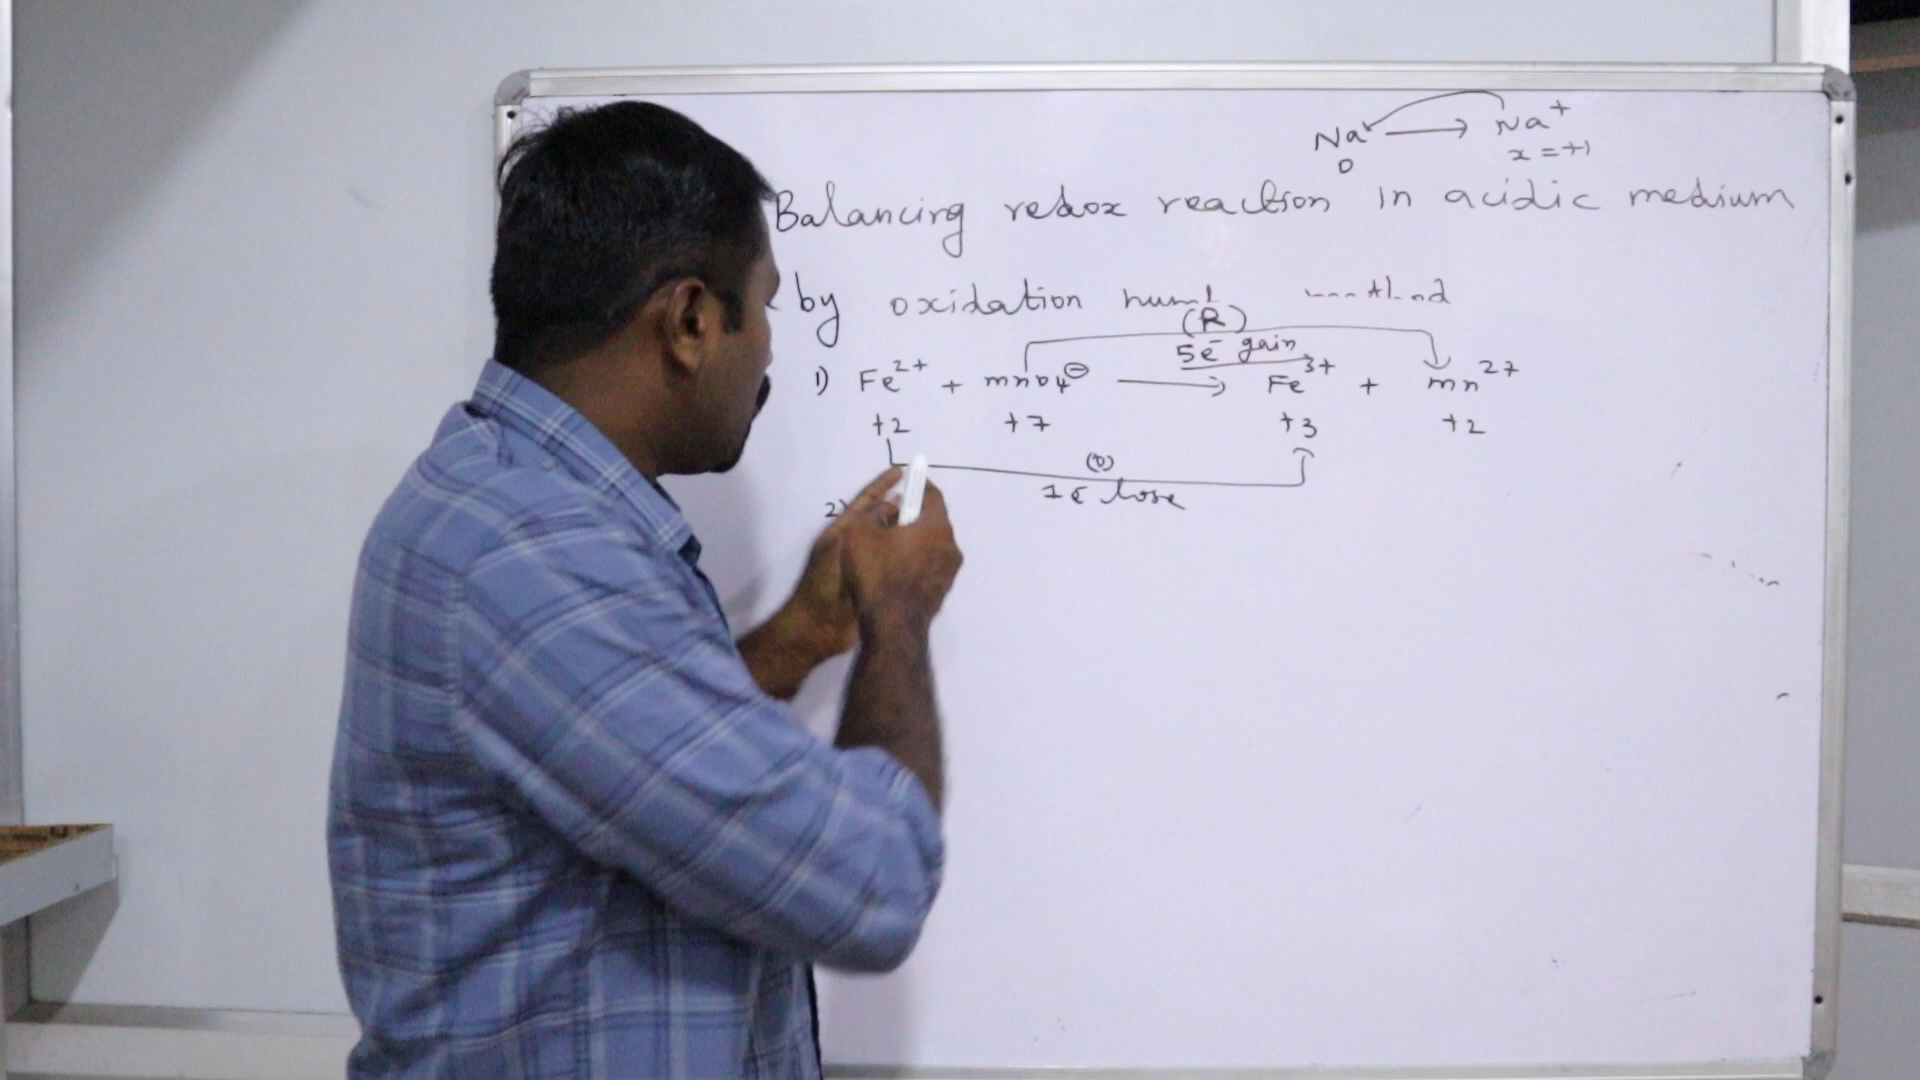 Na → Na+
0 x = +1
Balancing redox reaction in acidic medium
by oxidation
(R)
5e⁻ gain
1) Fe²⁺ + mno4⊖ → Fe³⁺ + mn²⁺
+2 +7 +3 +2
(O)
1e lose
2)